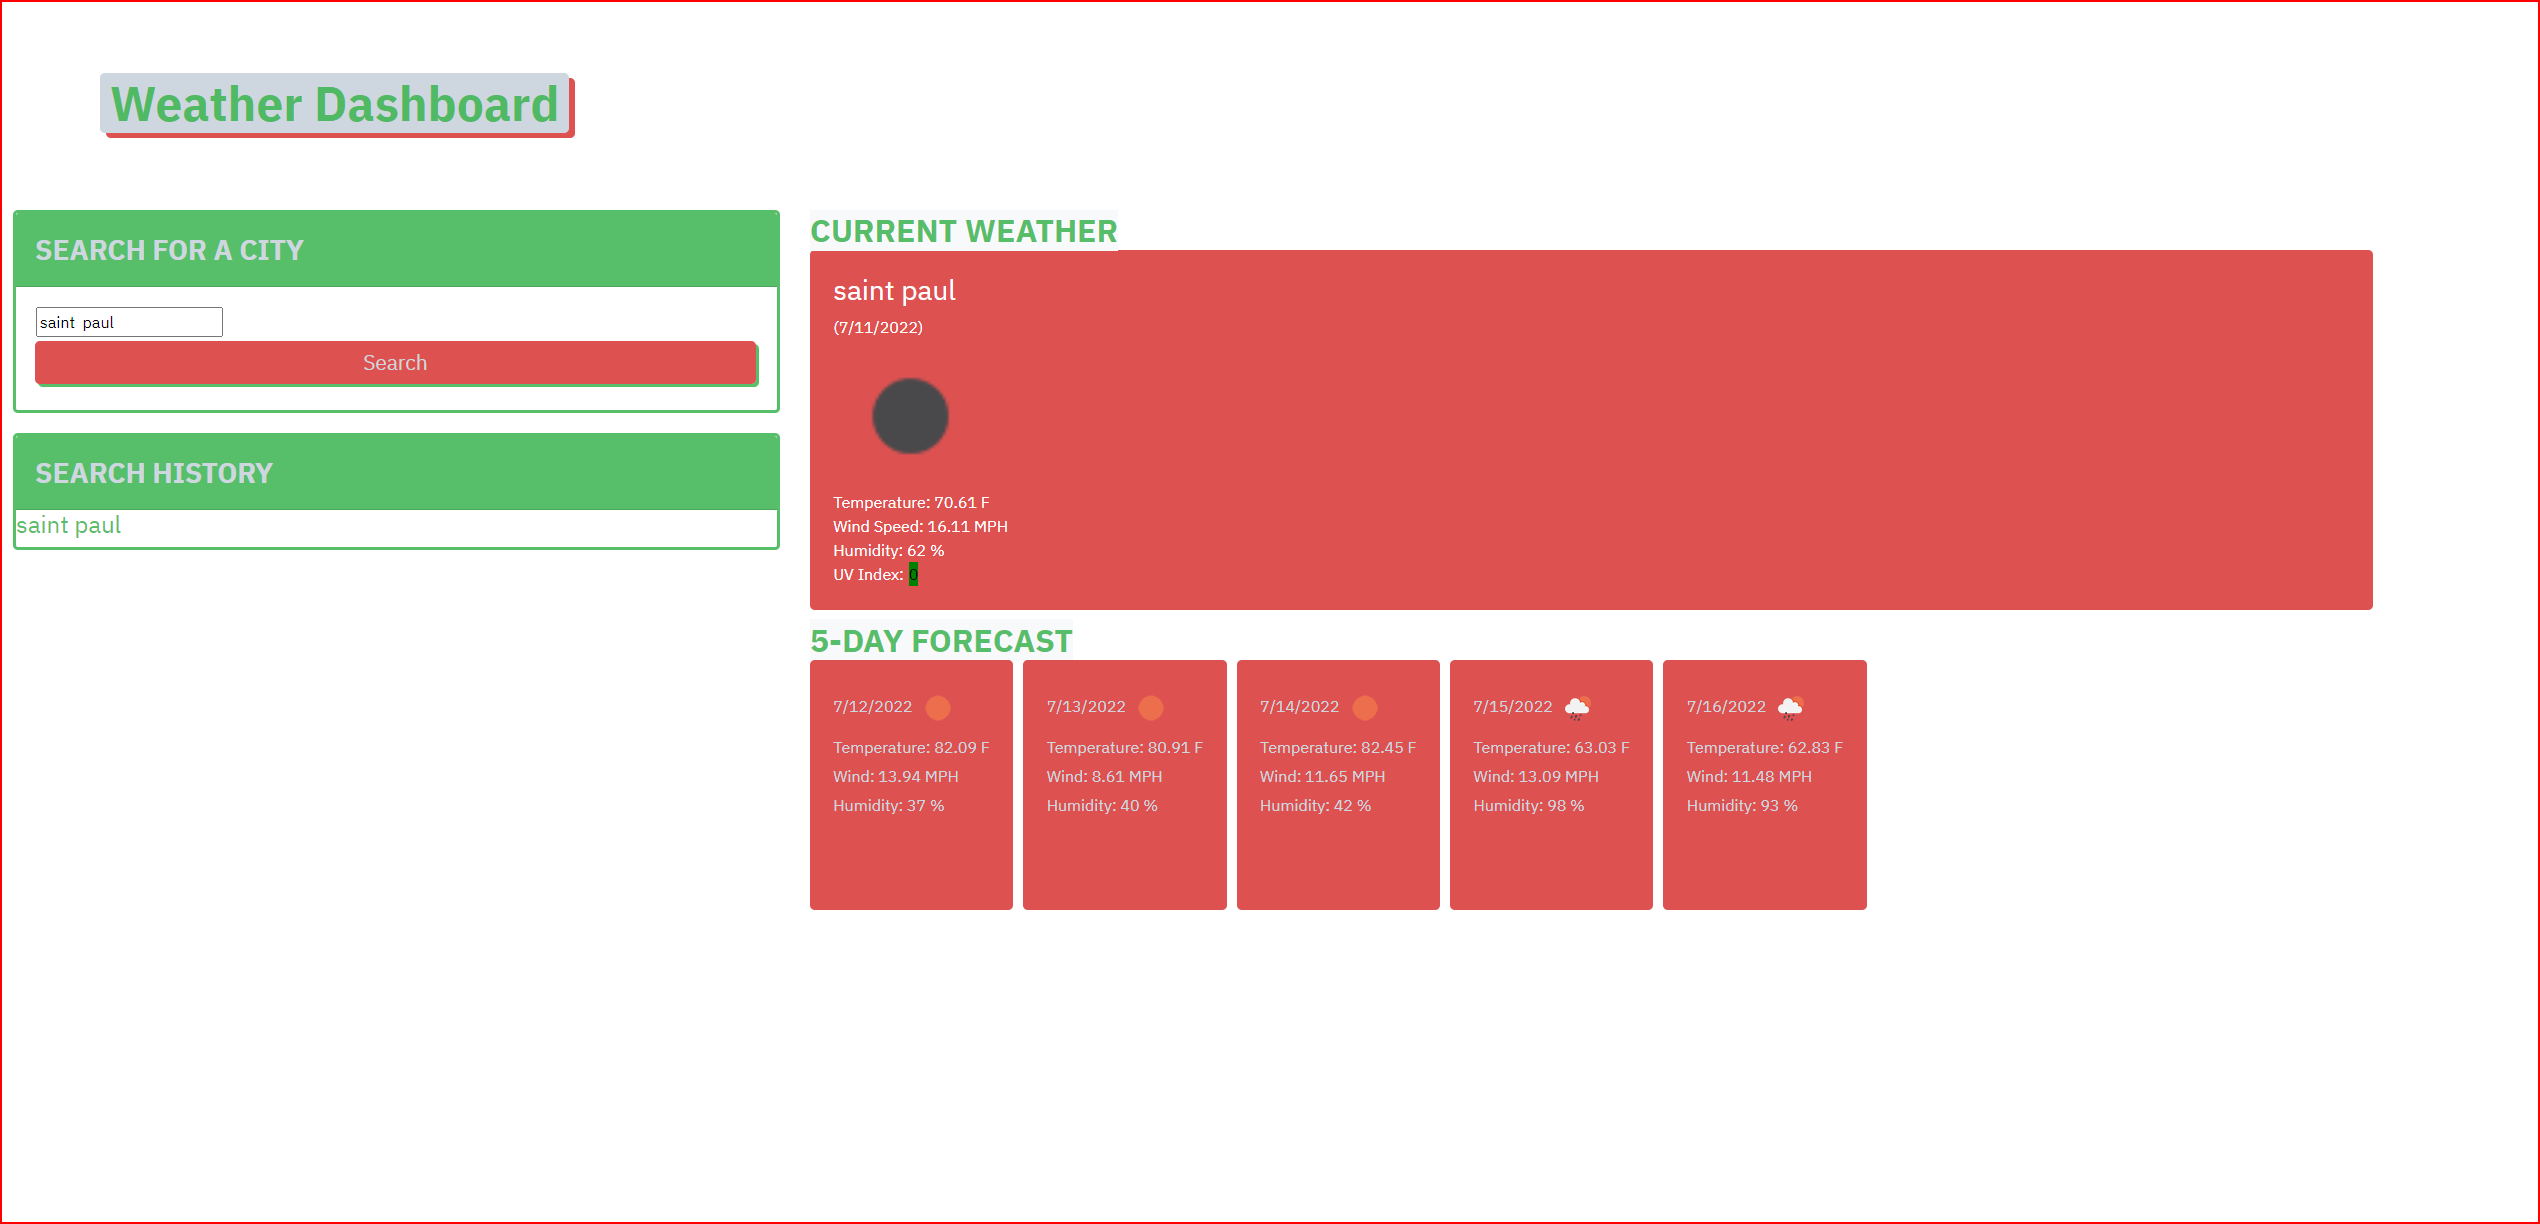 Weather Dashboard
SEARCH FOR A CITY
saint paul
Search
SEARCH HISTORY
saint paul
CURRENT WEATHER
saint paul
(7/11/2022)
Temperature: 70.61 F
Wind Speed: 16.11 MPH
Humidity: 62 %
UV Index: 0
5-DAY FORECAST
7/12/2022
Temperature: 82.09 F
Wind: 13.94 MPH
Humidity: 37 %
7/13/2022
Temperature: 80.91 F
Wind: 8.61 MPH
Humidity: 40 %
7/14/2022
Temperature: 82.45 F
Wind: 11.65 MPH
Humidity: 42 %
7/15/2022
Temperature: 63.03 F
Wind: 13.09 MPH
Humidity: 98 %
7/16/2022
Temperature: 62.83 F
Wind: 11.48 MPH
Humidity: 93 %